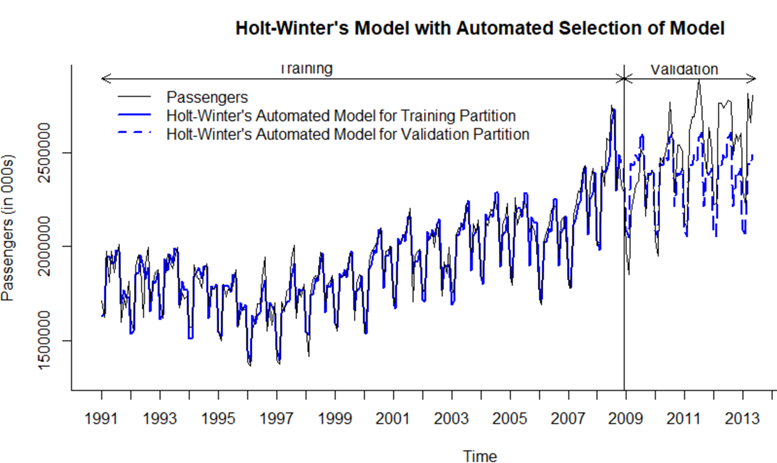 Holt-Winter's Model with Automated Selection of Model
Training
Validation
Passengers
Holt-Winter's Automated Model for Training Partition
Holt-Winter's Automated Model for Validation Partition
Passengers (in 000s)
2500000
2000000
1500000
1991 1993 1995 1997 1999 2001 2003 2005 2007 2009 2011 2013
Time